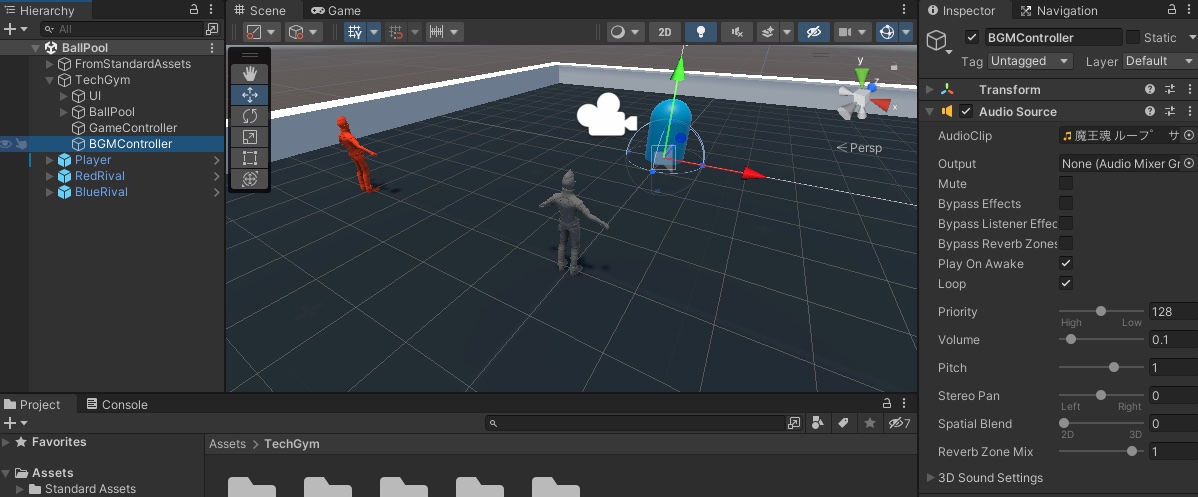 Hierarchy
All
BallPool
FromStandardAssets
TechGym
UI
BallPool
GameController
BGMController
Player
RedRival
BlueRival
Scene
Game
2D
y
x
z
Persp
Project
Console
7
Favorites
Assets
Standard Assets
Assets > TechGym
Inspector
Navigation
BGMController
Static
Tag Untagged
Layer Default
Transform
Audio Source
AudioClip
魔王魂 ループ サ
Output
None (Audio Mixer Gr
Mute
Bypass Effects
Bypass Listener Effec
Bypass Reverb Zones
Play On Awake
Loop
Priority
128
High Low
Volume
0.1
Pitch
1
Stereo Pan
0
Left Right
Spatial Blend
0
2D 3D
Reverb Zone Mix
1
3D Sound Settings